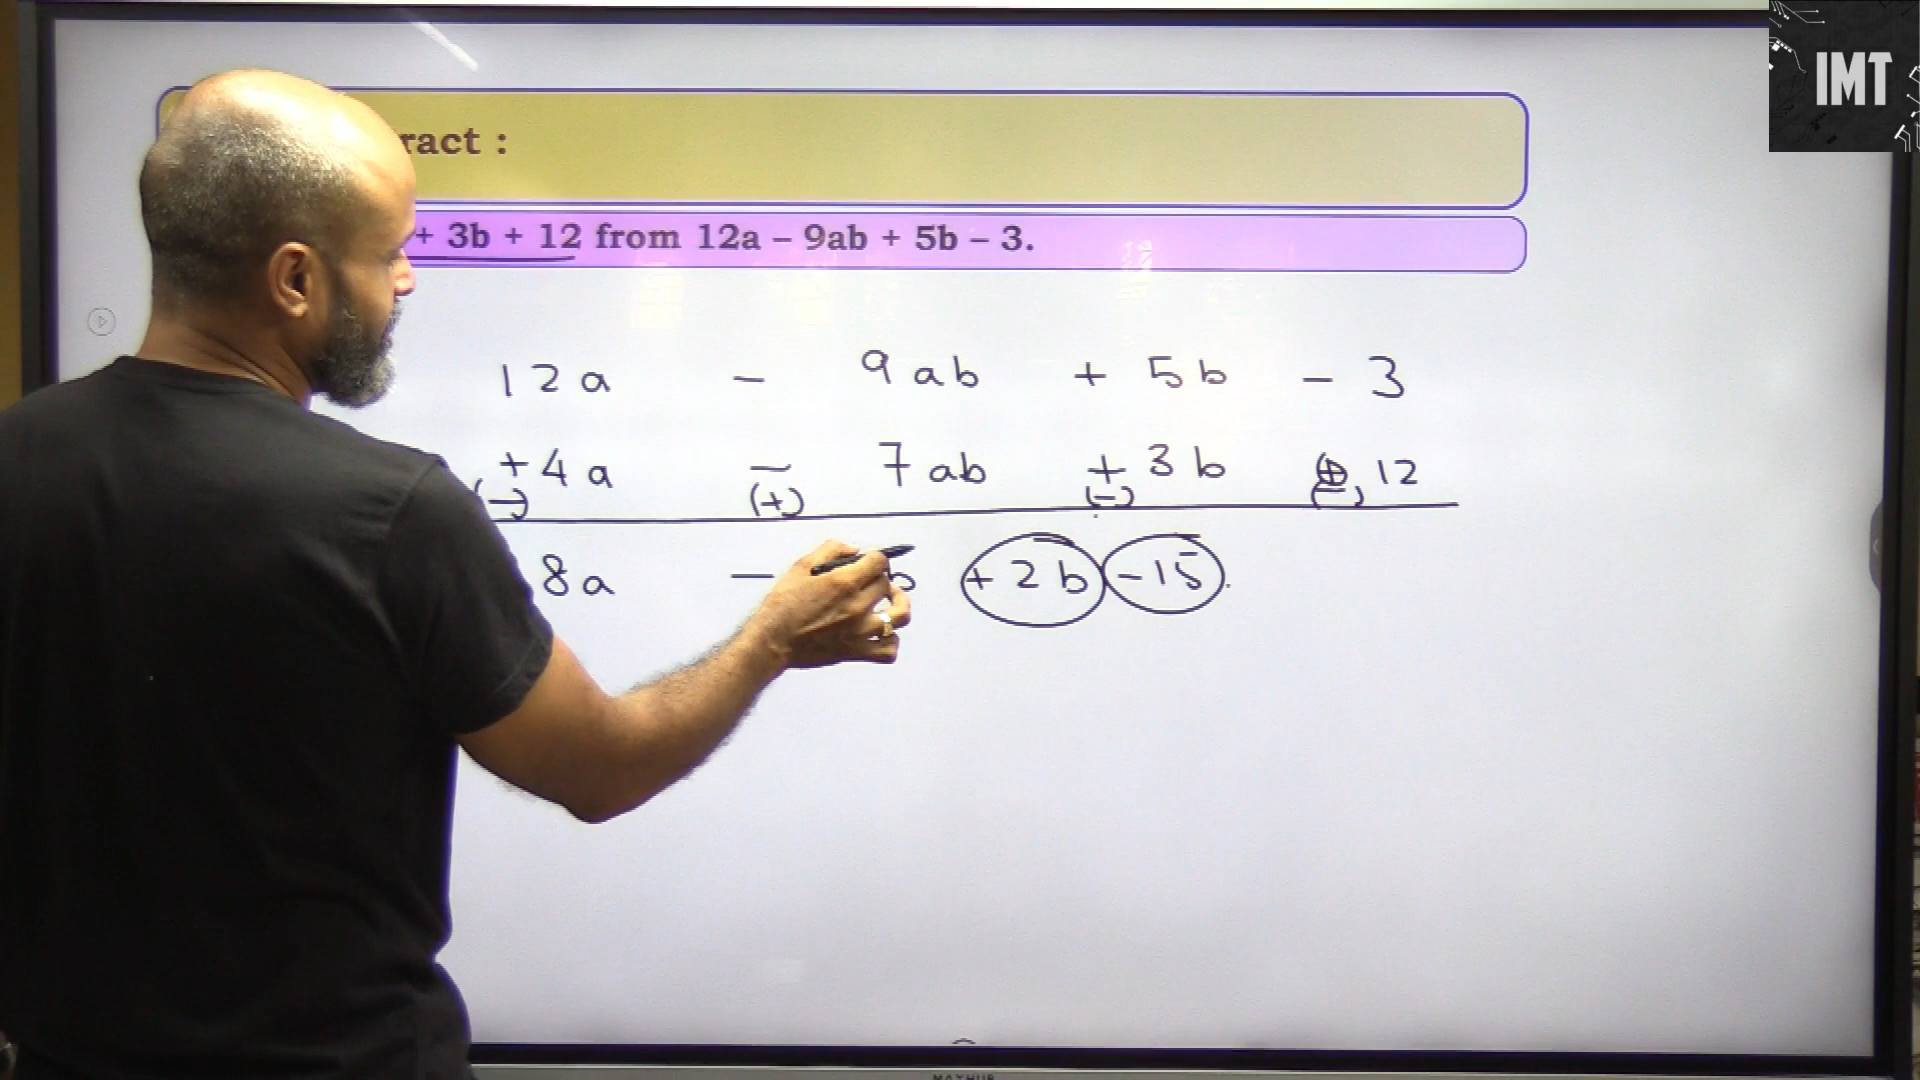 IMT
ract :
+ 3b + 12 from 12a – 9ab + 5b – 3.
12a - 9ab + 5b - 3
+4a - 7ab + 3b + 12
(-) (+) (-) (-)
8a - b +2b -15.